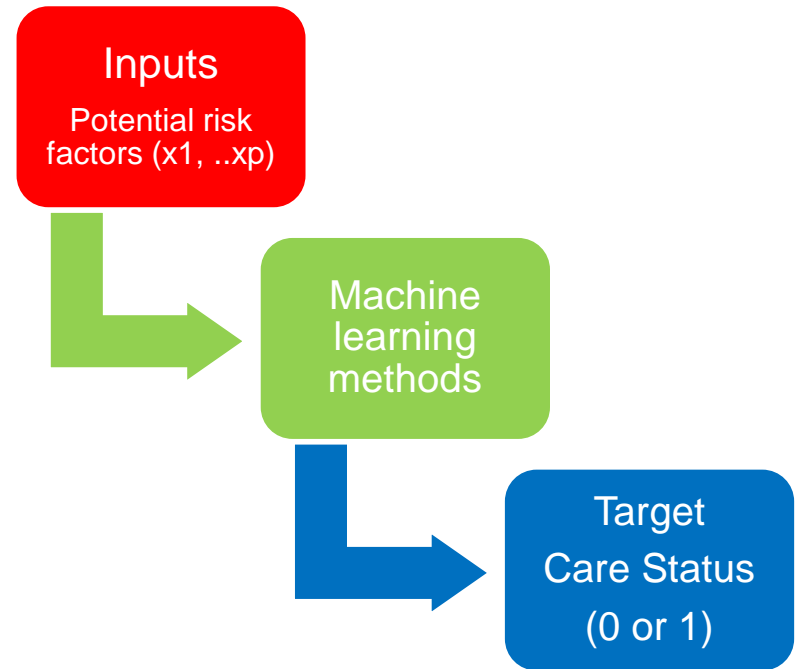 Inputs
Potential risk
factors (x1, ..xp)
Machine
learning
methods
Target
Care Status
(0 or 1)